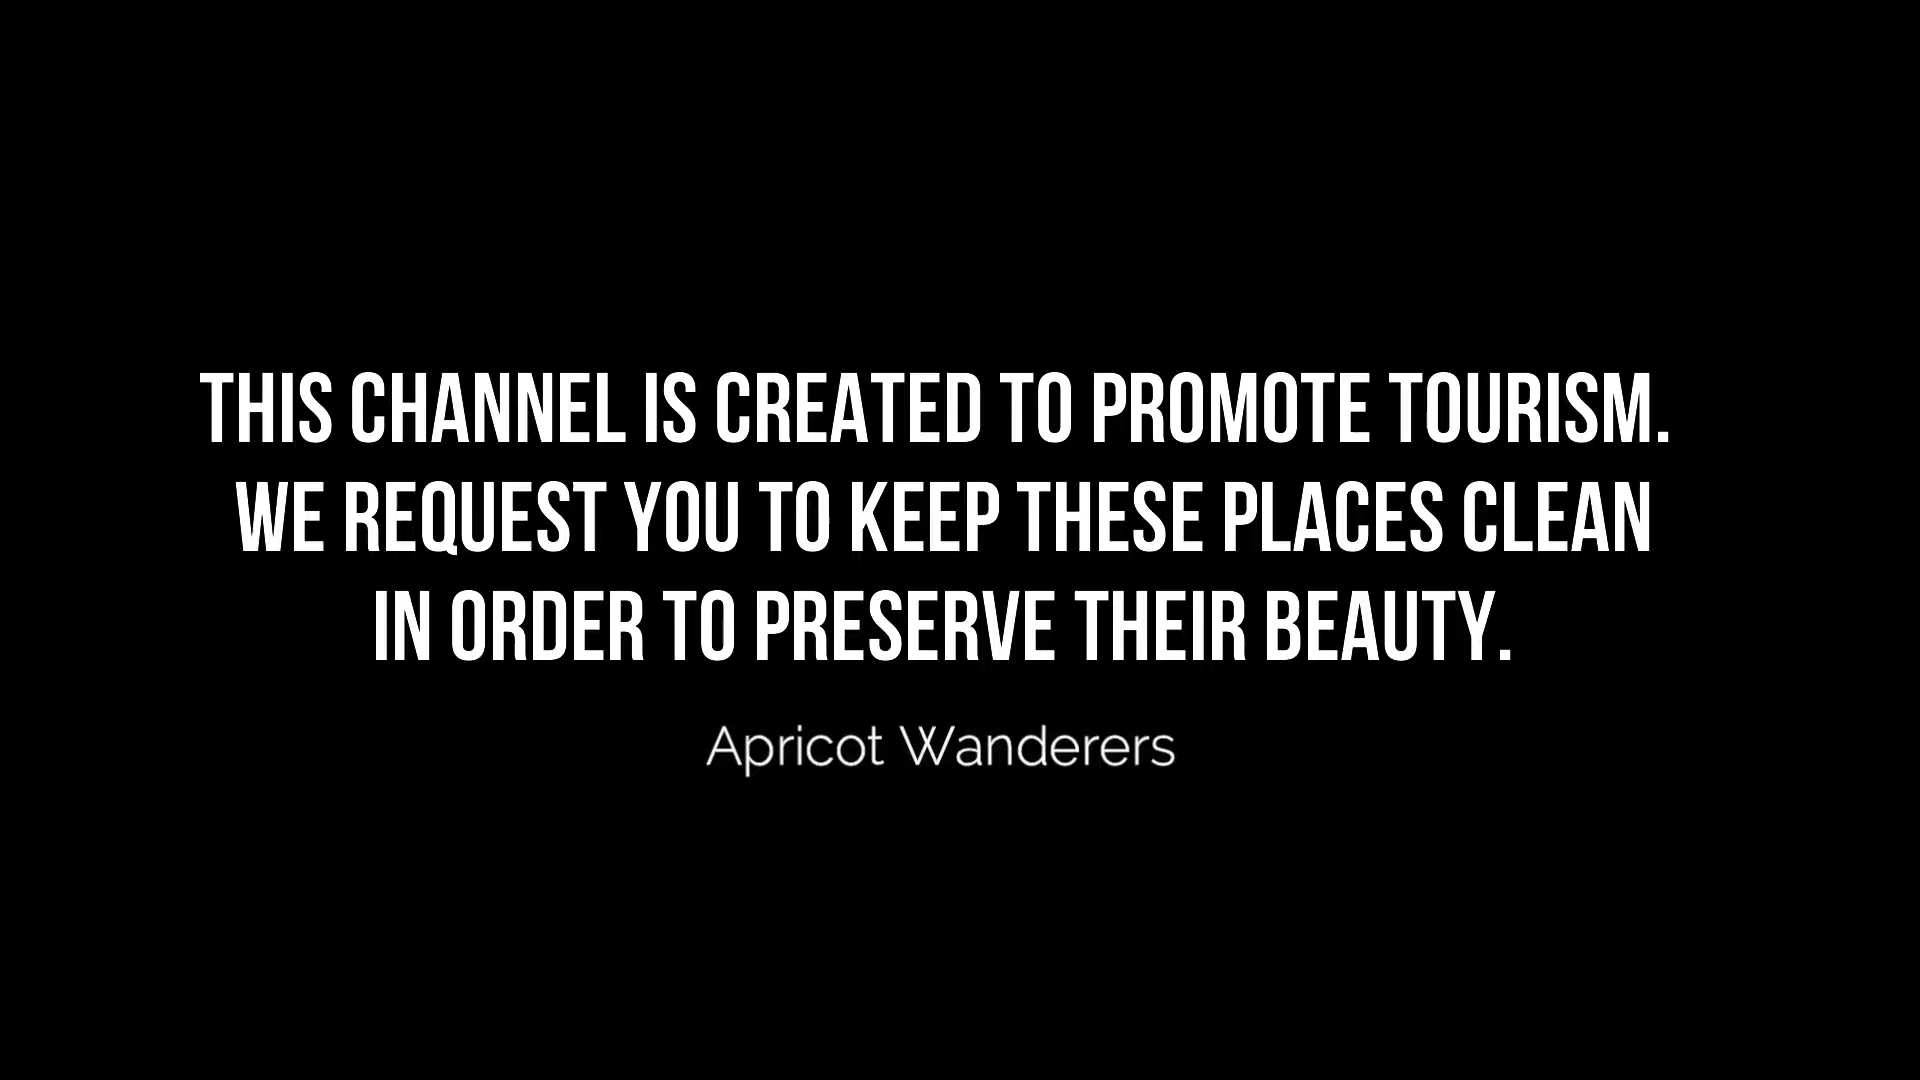 THIS CHANNEL IS CREATED TO PROMOTE TOURISM.
WE REQUEST YOU TO KEEP THESE PLACES CLEAN
IN ORDER TO PRESERVE THEIR BEAUTY.
Apricot Wanderers